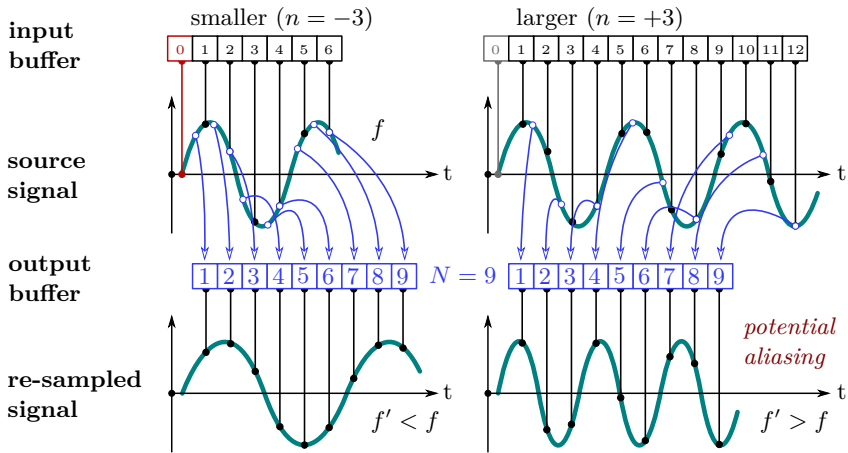 smaller (n = −3)
larger (n = +3)
input
buffer
0 1 2 3 4 5 6
0 1 2 3 4 5 6 7 8 9 10 11 12
source
signal
f
t
t
output
buffer
1 2 3 4 5 6 7 8 9
N = 9
1 2 3 4 5 6 7 8 9
potential
aliasing
re-sampled
signal
t
t
f′ < f
f′ > f